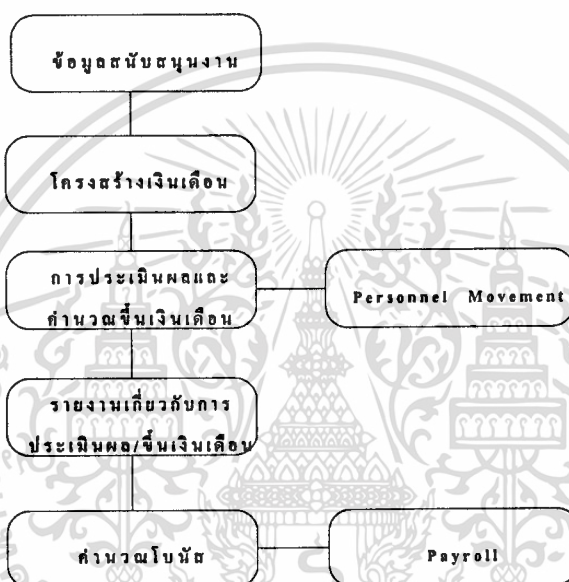 ข้อมูลสนับสนุนงาน
โครงสร้างเงินเดือน
การประเมินผลและ
คำนวณขึ้นเงินเดือน
Personnel Movement
รายงานเกี่ยวกับการ
ประเมินผล/ขึ้นเงินเดือน
คำนวณโบนัส
Payroll